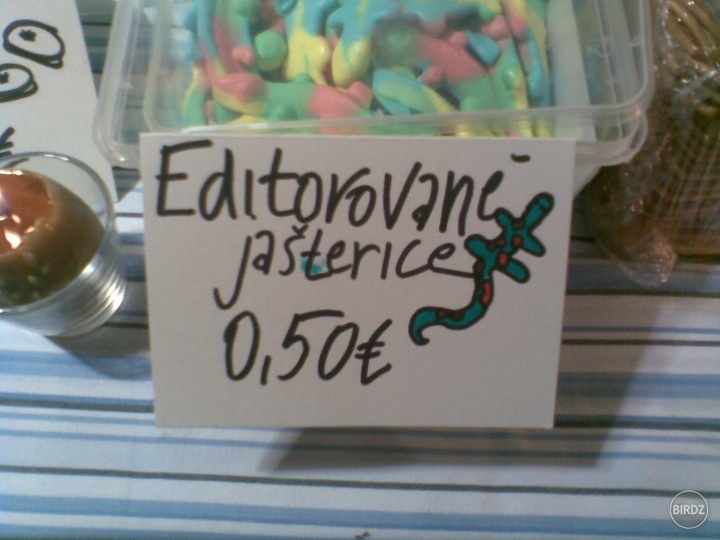 Editorované
jašterice
0,50€
BIRDZ